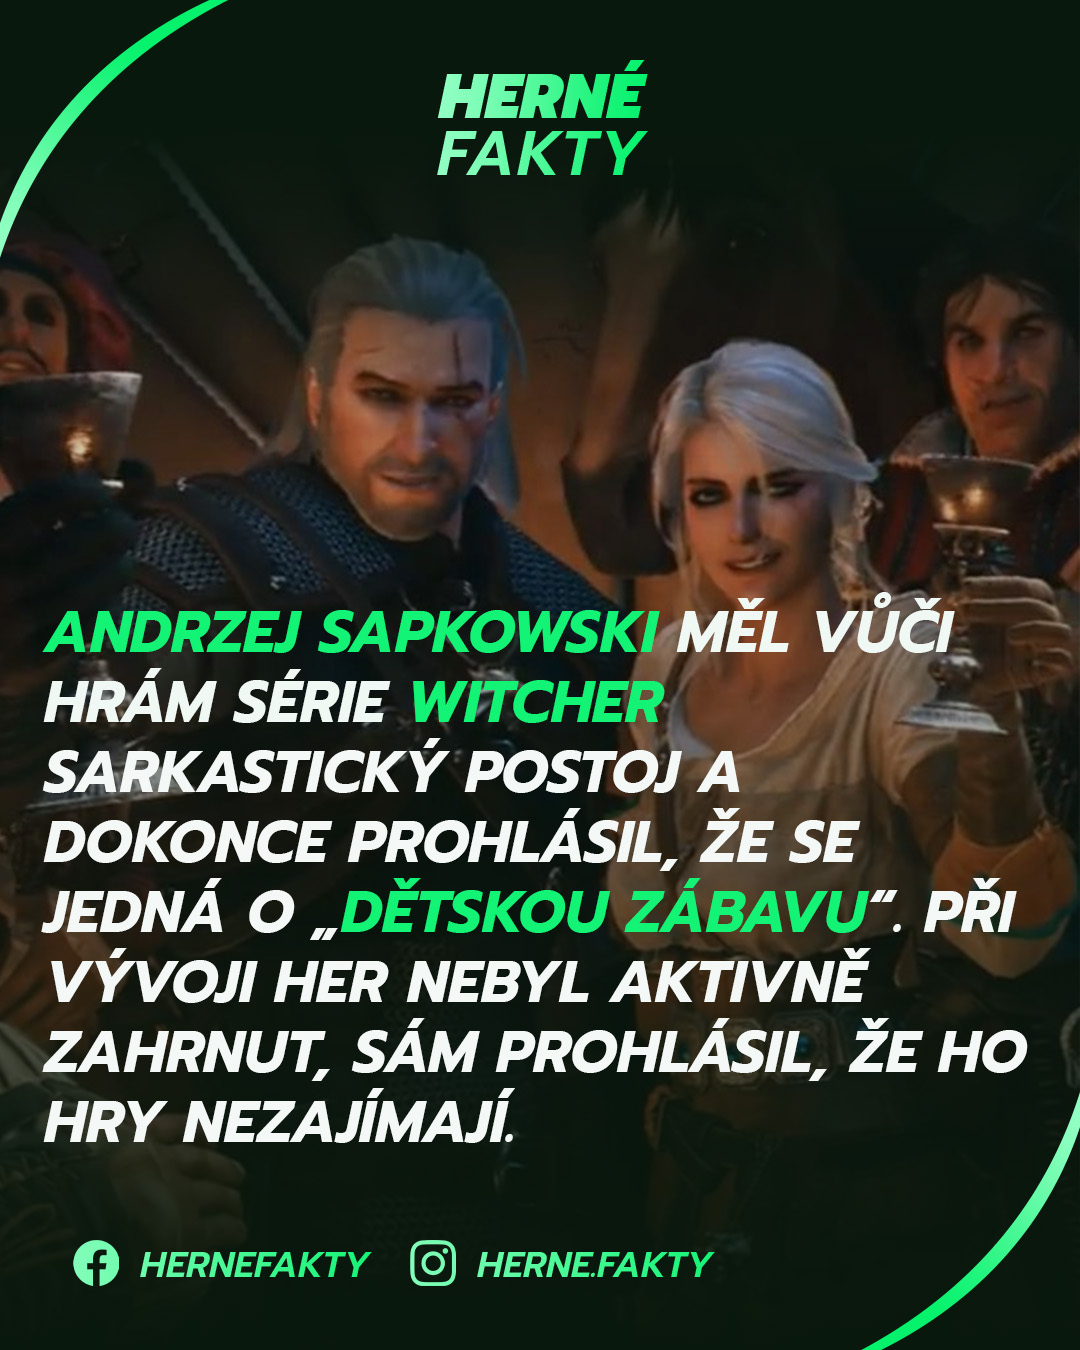 HERNÉ
FAKTY
ANDRZEJ SAPKOWSKI MĚL VŮČI
HRÁM SÉRIE WITCHER
SARKASTICKÝ POSTOJ A
DOKONCE PROHLÁSIL, ŽE SE
JEDNÁ O „DĚTSKOU ZÁBAVU“. PŘI
VÝVOJI HER NEBYL AKTIVNĚ
ZAHRNUT, SÁM PROHLÁSIL, ŽE HO
HRY NEZAJÍMAJÍ.
HERNEFAKTY HERNE.FAKTY